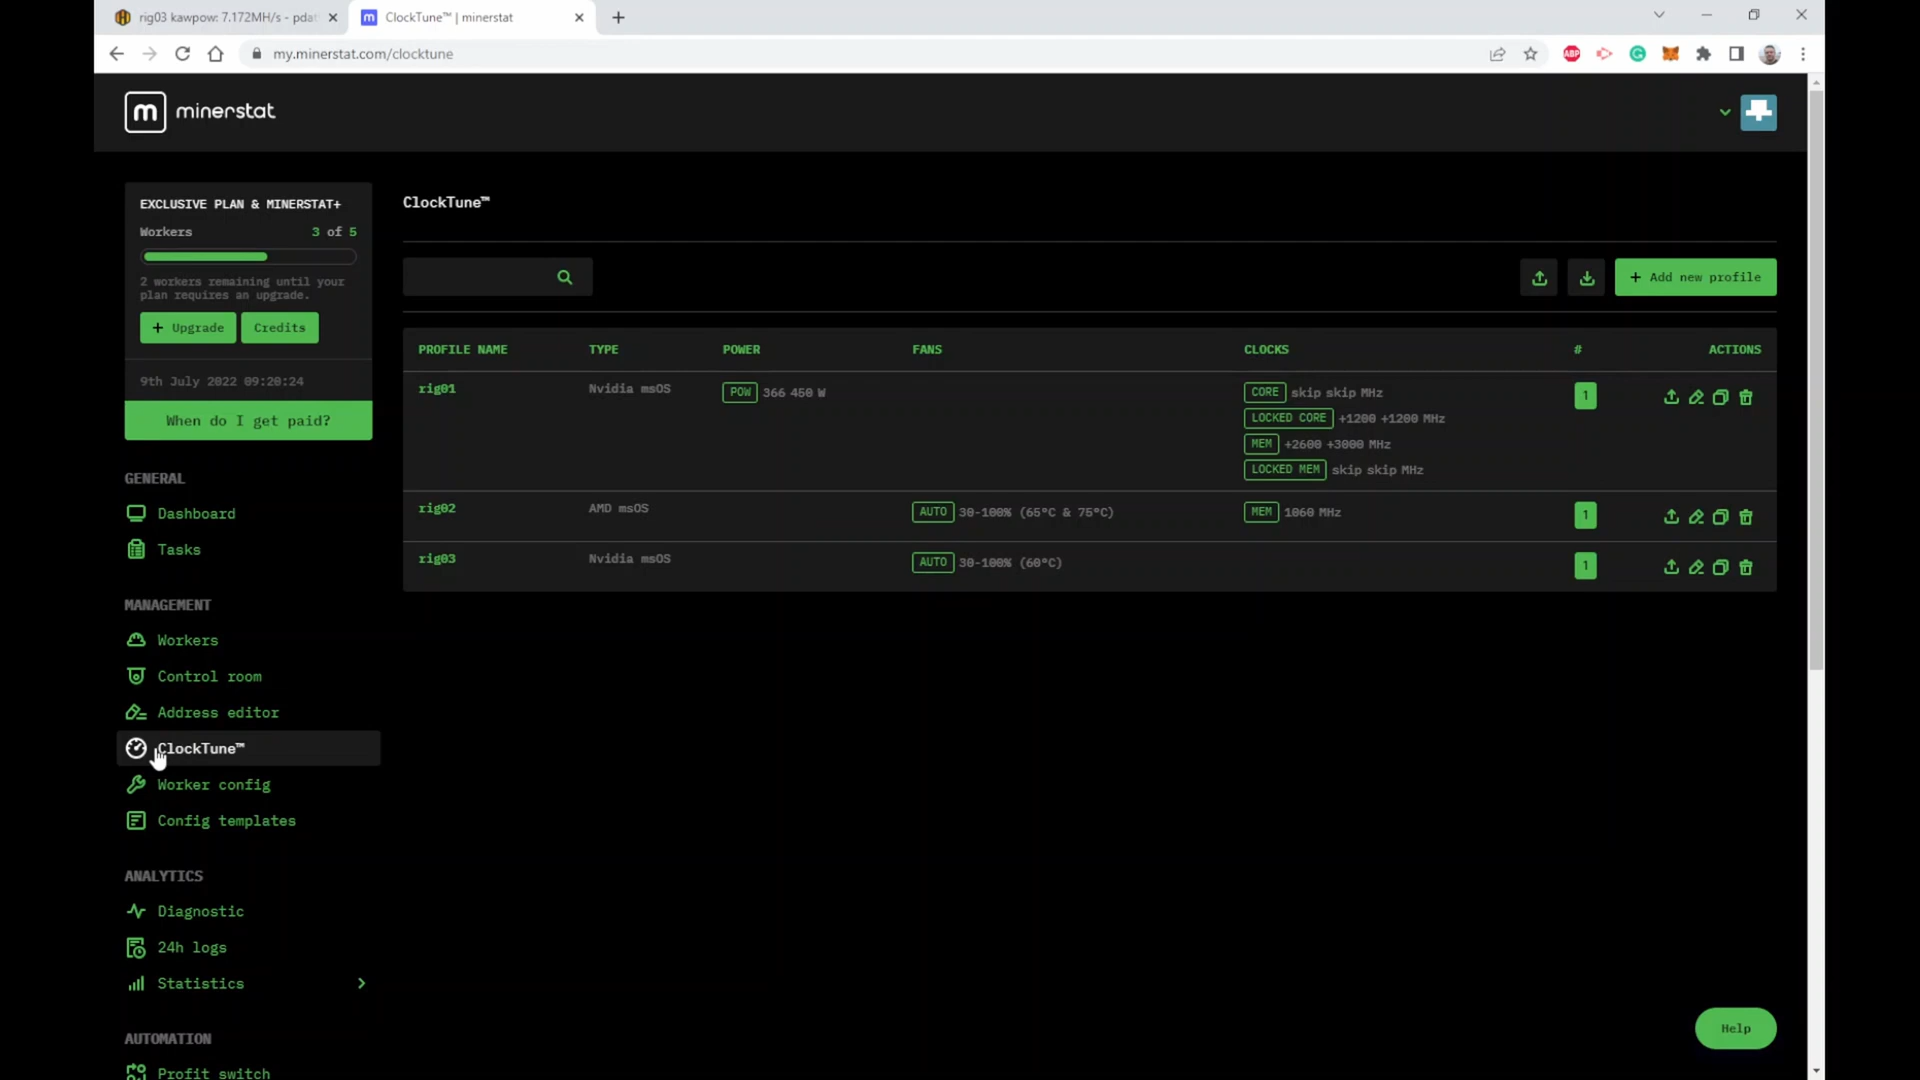 rig03 kawpow: 7.172MH/s - pda
ClockTune™ | minerstat
my.minerstat.com/clocktune
ABP
m minerstat
EXCLUSIVE PLAN & MINERSTAT+
Workers 3 of 5
2 workers remaining until your
plan requires an upgrade.
+ Upgrade
Credits
9th July 2022 09:20:24
When do I get paid?
GENERAL
Dashboard
Tasks
MANAGEMENT
Workers
Control room
Address editor
ClockTune™
Worker config
Config templates
ANALYTICS
Diagnostic
24h logs
Statistics
AUTOMATION
Profit switch
ClockTune™
+ Add new profile
PROFILE NAME TYPE POWER FANS CLOCKS # ACTIONS
rig01 Nvidia msOS POW 366 450 W CORE skip skip MHz 1
LOCKED CORE +1200 +1200 MHz
MEM +2600 +3000 MHz
LOCKED MEM skip skip MHz
rig02 AMD msOS AUTO 30-100% (65°C & 75°C) MEM 1060 MHz 1
rig03 Nvidia msOS AUTO 30-100% (60°C) 1
Help